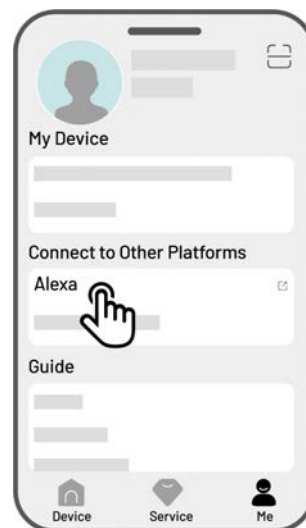 My Device
Connect to Other Platforms
Alexa
Guide
Device
Service
Me